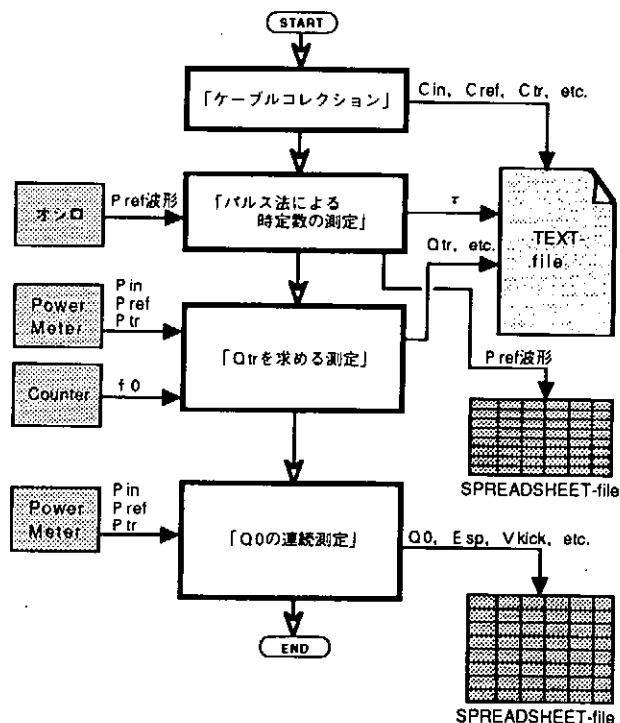 START
「ケーブルコレクション」
Cin, Cref, Ctr, etc.
オシロ
Pref波形
「パルス法による
時定数の測定」
τ
TEXT-
file
Qtr, etc.
Power
Meter
Pin
Pref
Ptr
「Qtrを求める測定」
Counter
f0
Pref波形
SPREADSHEET-file
Power
Meter
Pin
Pref
Ptr
「Q0の連続測定」
Q0, Esp, Vkick, etc.
END
SPREADSHEET-file